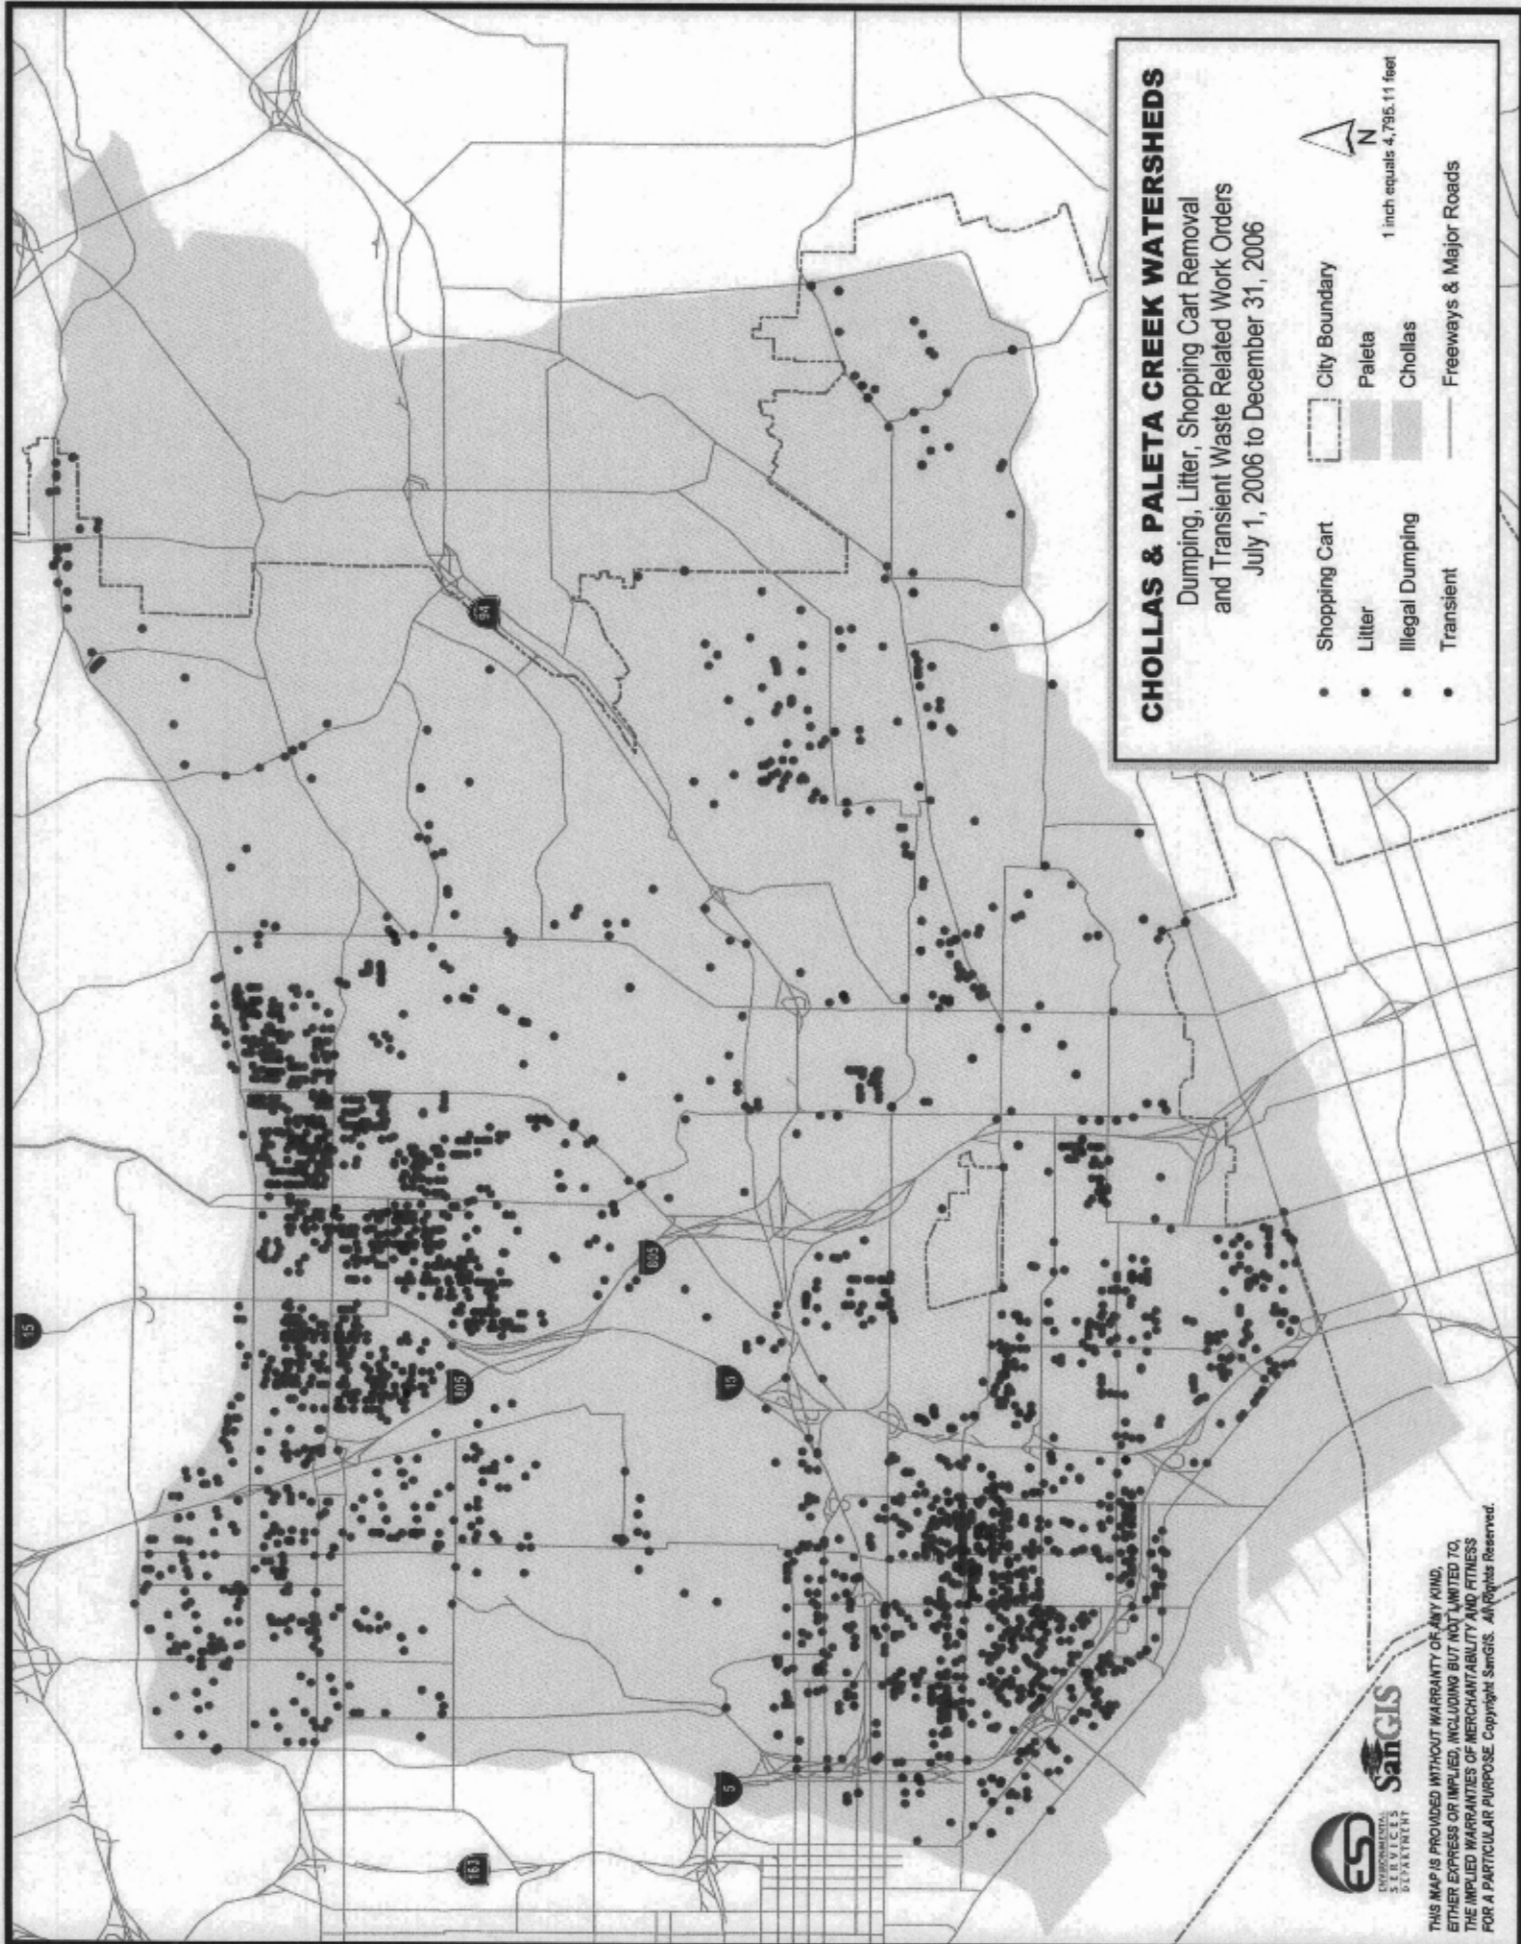 CHOLLAS & PALETA CREEK WATERSHEDS
Dumping, Litter, Shopping Cart Removal
and Transient Waste Related Work Orders
July 1, 2006 to December 31, 2006
Shopping Cart
Litter
Illegal Dumping
Transient
City Boundary
Paleta
Chollas
Freeways & Major Roads
N
1 inch equals 4,795.11 feet
15
94
805
805
15
5
163
ESD
ENVIRONMENTAL
SERVICES
DEPARTMENT
SanGIS
THIS MAP IS PROVIDED WITHOUT WARRANTY OF ANY KIND,
EITHER EXPRESS OR IMPLIED, INCLUDING BUT NOT LIMITED TO,
THE IMPLIED WARRANTIES OF MERCHANTABILITY AND FITNESS
FOR A PARTICULAR PURPOSE. Copyright SanGIS. All Rights Reserved.